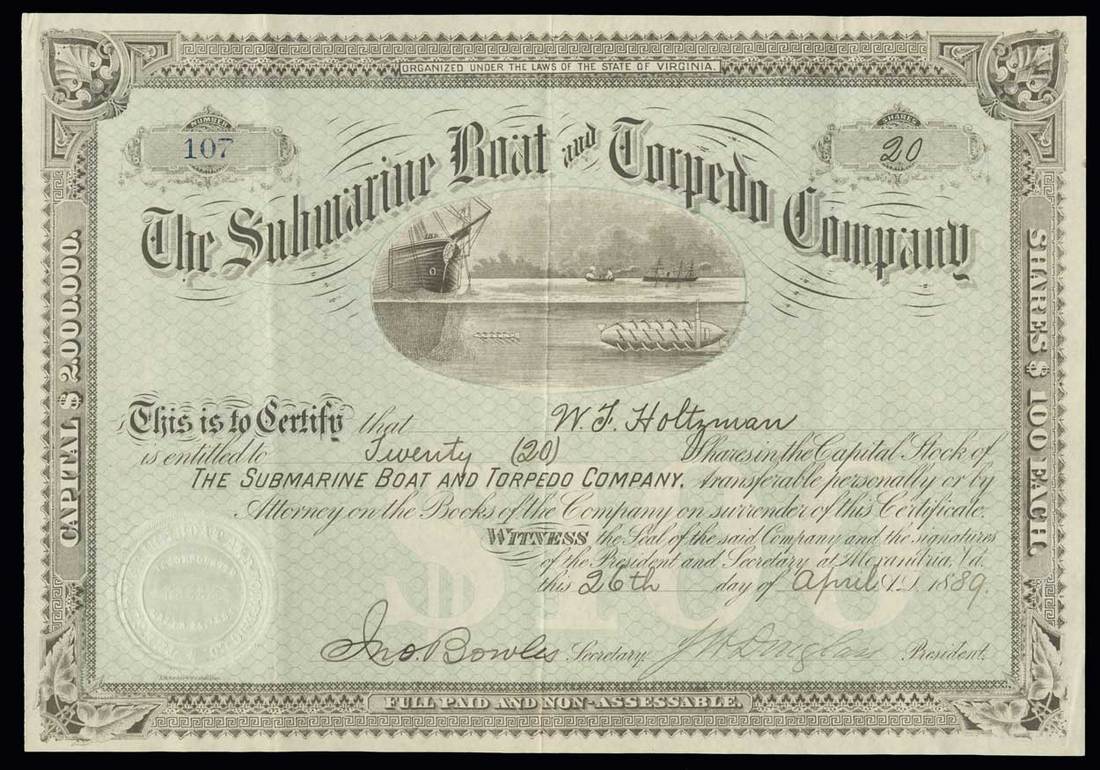 ORGANIZED UNDER THE LAWS OF THE STATE OF VIRGINIA.
NUMBER
107
SHARES
20
The Submarine Boat and Torpedo Company
CAPITAL $ 2.000.000.
SHARES $ 100 EACH.
This is to Certify that W. F. Holtzman
is entitled to Twenty (20) Shares in the Capital Stock of
THE SUBMARINE BOAT AND TORPEDO COMPANY, transferable personally or by
Attorney on the Books of the Company on surrender of this Certificate.
WITNESS the Seal of the said Company and the signatures
of the President and Secretary at Alexandria, Va.
this 26th day of April A.D. 1889.
$100
Jno. Bowles Secretary. Douglass President.
FULL PAID AND NON-ASSESSABLE.